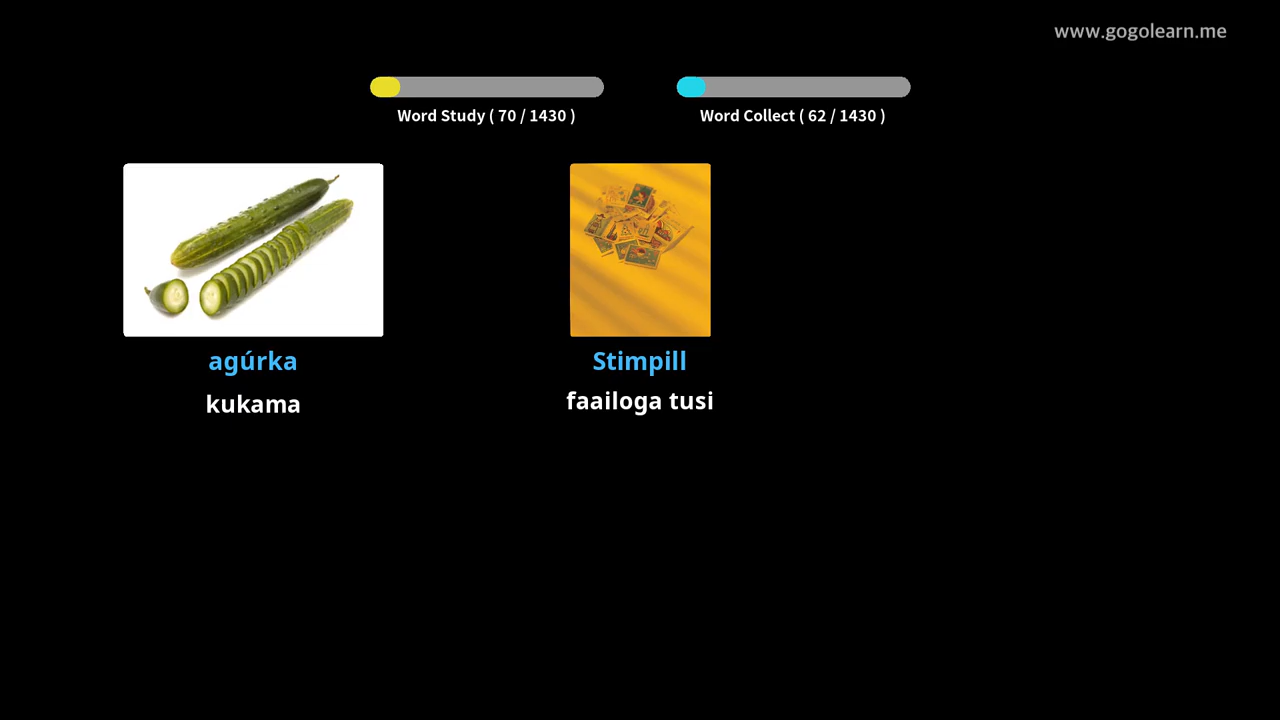 www.gogolearn.me
Word Study ( 70 / 1430 )
Word Collect ( 62 / 1430 )
agúrka
kukama
Stimpill
faailoga tusi